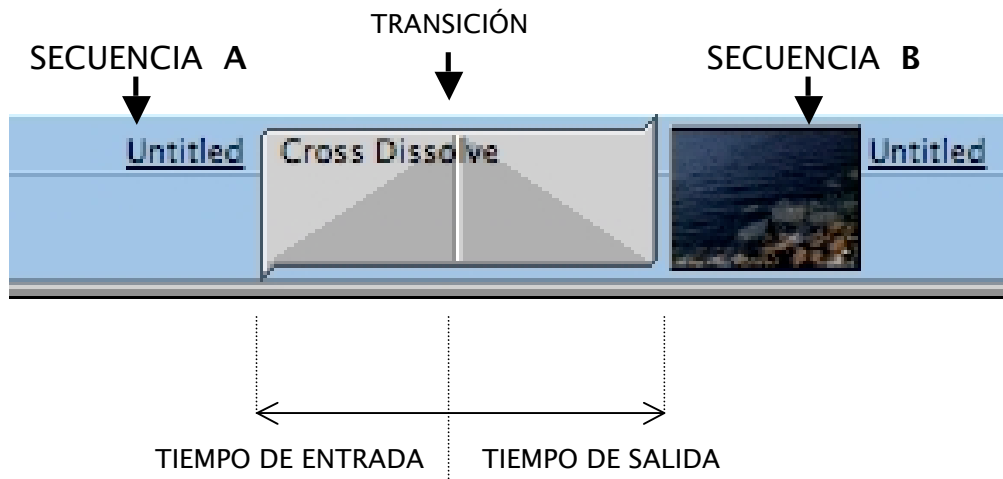 TRANSICIÓN
SECUENCIA A
SECUENCIA B
Untitled
Cross Dissolve
Untitled
TIEMPO DE ENTRADA
TIEMPO DE SALIDA